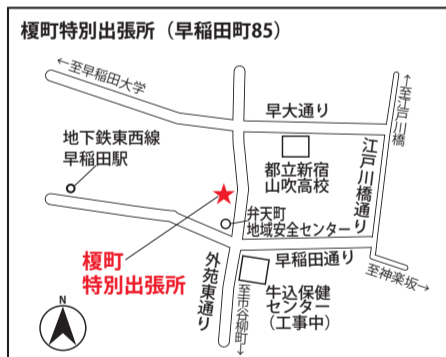 榎町特別出張所（早稲田町85）
←至早稲田大学
早大通り
←至江戸川橋
地下鉄東西線
早稲田駅
都立新宿
山吹高校
江戸川橋通り
弁天町
地域安全センター
榎町
特別出張所
外苑東通り
早稲田通り
至神楽坂→
牛込保健
センター
（工事中）
至市谷柳町→
N